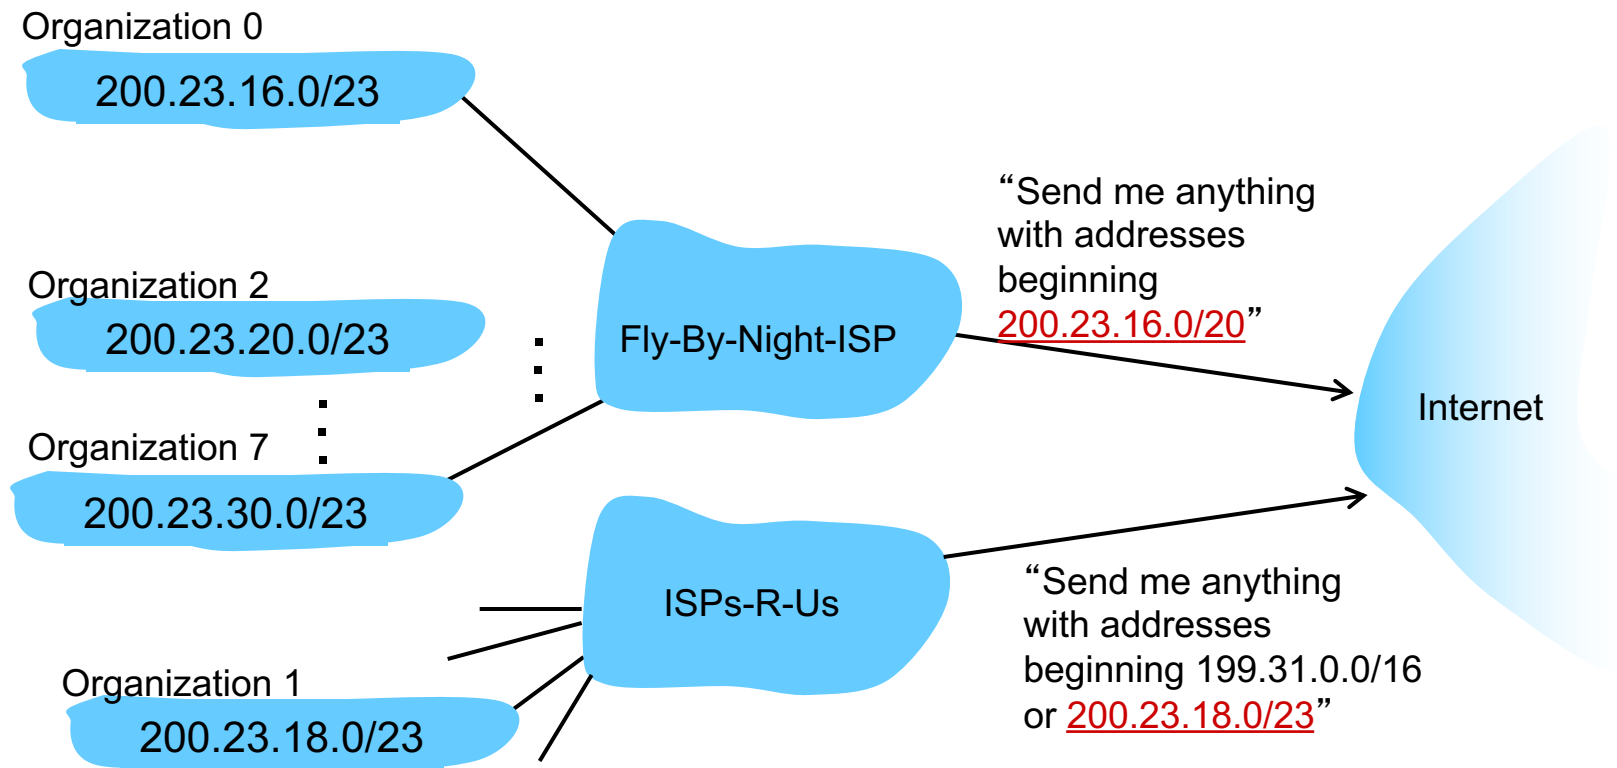 Organization 0
200.23.16.0/23
Organization 2
200.23.20.0/23
Organization 7
200.23.30.0/23
Fly-By-Night-ISP
“Send me anything
with addresses
beginning
200.23.16.0/20”
Internet
ISPs-R-Us
Organization 1
200.23.18.0/23
“Send me anything
with addresses
beginning 199.31.0.0/16
or 200.23.18.0/23”